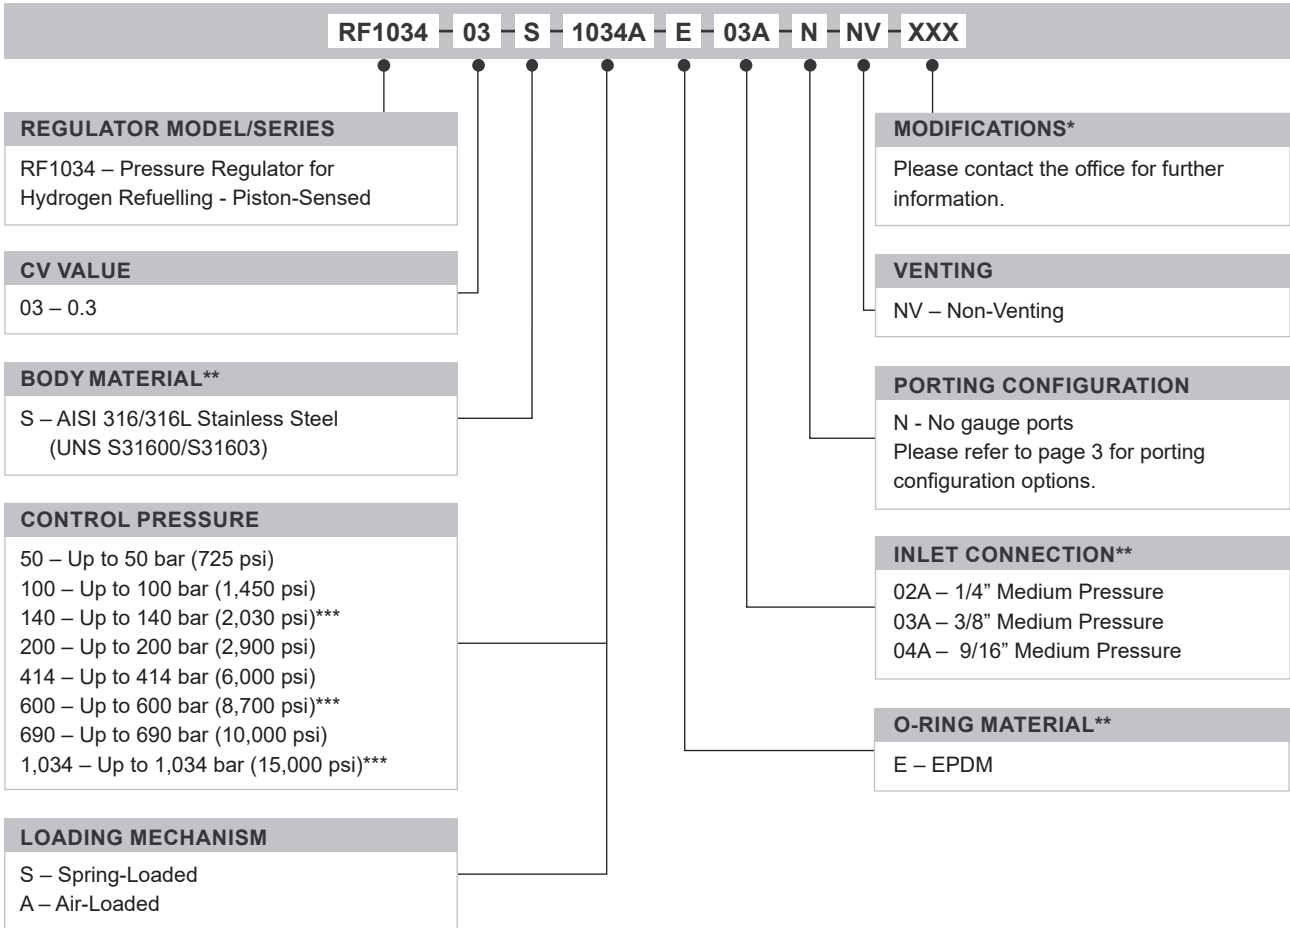 RF1034 03 S 1034A E 03A N NV XXX
REGULATOR MODEL/SERIES
RF1034 – Pressure Regulator for
Hydrogen Refuelling - Piston-Sensed
CV VALUE
03 – 0.3
BODY MATERIAL**
S – AISI 316/316L Stainless Steel
(UNS S31600/S31603)
CONTROL PRESSURE
50 – Up to 50 bar (725 psi)
100 – Up to 100 bar (1,450 psi)
140 – Up to 140 bar (2,030 psi)***
200 – Up to 200 bar (2,900 psi)
414 – Up to 414 bar (6,000 psi)
600 – Up to 600 bar (8,700 psi)***
690 – Up to 690 bar (10,000 psi)
1,034 – Up to 1,034 bar (15,000 psi)***
LOADING MECHANISM
S – Spring-Loaded
A – Air-Loaded
MODIFICATIONS*
Please contact the office for further
information.
VENTING
NV – Non-Venting
PORTING CONFIGURATION
N - No gauge ports
Please refer to page 3 for porting
configuration options.
INLET CONNECTION**
02A – 1/4” Medium Pressure
03A – 3/8” Medium Pressure
04A – 9/16” Medium Pressure
O-RING MATERIAL**
E – EPDM